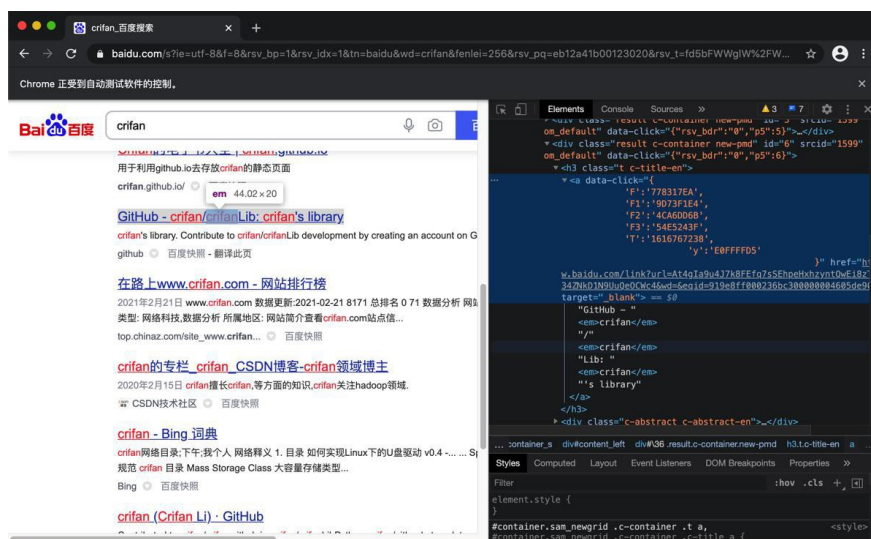 crifan_百度搜索
baidu.com/s?ie=utf-8&f=8&rsv_bp=1&rsv_idx=1&tn=baidu&wd=crifan&fenlei=256&rsv_pq=eb12a41b00123020&rsv_t=fd5bFWWgIW%2FW...
Chrome 正受到自动测试软件的控制。
Bai 百度
crifan
用于利用github.io去存放crifan的静态页面
crifan.github.io/
em 44.02 × 20
GitHub - crifan/crifanLib: crifan's library
crifan's library. Contribute to crifan/crifanLib development by creating an account on G
github 百度快照 - 翻译此页
在路上www.crifan.com - 网站排行榜
2021年2月21日 www.crifan.com 数据更新:2021-02-21 8171 总排名 0 71 数据分析 网站
类型: 网络科技,数据分析 所属地区: 网站简介查看crifan.com站点信...
top.chinaz.com/site_www.crifan... 百度快照
crifan的专栏_crifan_CSDN博客-crifan领域博主
2020年2月15日 crifan擅长crifan,等方面的知识,crifan关注hadoop领域.
CSDN技术社区 百度快照
crifan - Bing 词典
crifan网络目录;下午;我个人 网络释义 1. 目录 如何实现Linux下的U盘驱动 v0.4 -... ... Sp
规范 crifan 目录 Mass Storage Class 大容量存储类型...
Bing 百度快照
crifan (Crifan Li) · GitHub
Elements Console Sources » 3 7
om_default" data-click="{"rsv_bdr":"0","p5":5}">…</div>
<div class="result c-container new-pmd" id="6" srcid="1599"
om_default" data-click="{"rsv_bdr":"0","p5":6}">
<h3 class="t c-title-en">
<a data-click="{
'F':'778317EA',
'F1':'9D73F1E4',
'F2':'4CA6DD6B',
'F3':'54E5243F',
'T':'1616767238',
'y':'E0FFFFD5'
}" href="ht
target="_blank"> == $0
"GitHub - "
<em>crifan</em>
"/"
<em>crifan</em>
"Lib: "
<em>crifan</em>
"'s library"
</a>
</h3>
<div class="c-abstract c-abstract-en">…</div>
... container_s div#content_left div#\36 .result.c-container.new-pmd h3.t.c-title-en a
Styles Computed Layout Event Listeners DOM Breakpoints Properties »
Filter :hov .cls +
element.style {
}
#container.sam_newgrid .c-container .t a, <style>
#container.sam_newgrid .c-container .c-title a {